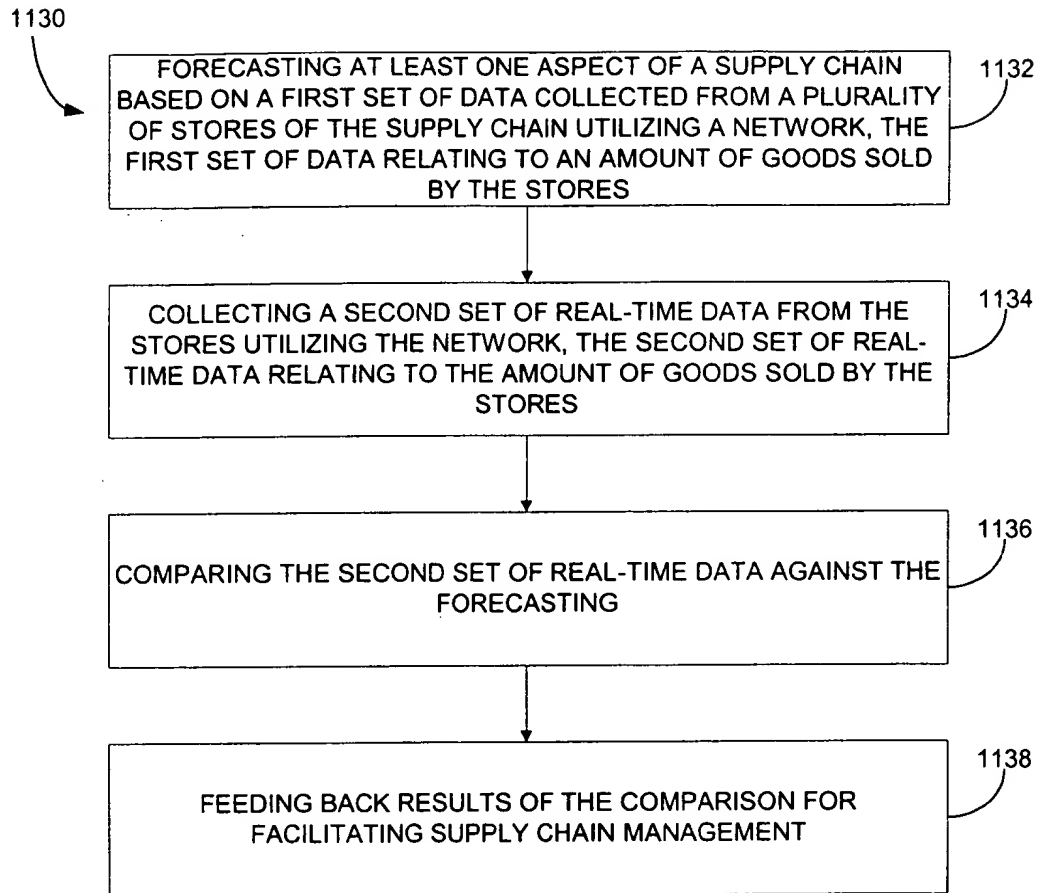 1130
FORECASTING AT LEAST ONE ASPECT OF A SUPPLY CHAIN
BASED ON A FIRST SET OF DATA COLLECTED FROM A PLURALITY
OF STORES OF THE SUPPLY CHAIN UTILIZING A NETWORK, THE
FIRST SET OF DATA RELATING TO AN AMOUNT OF GOODS SOLD
BY THE STORES
1132
COLLECTING A SECOND SET OF REAL-TIME DATA FROM THE
STORES UTILIZING THE NETWORK, THE SECOND SET OF REAL-
TIME DATA RELATING TO THE AMOUNT OF GOODS SOLD BY THE
STORES
1134
COMPARING THE SECOND SET OF REAL-TIME DATA AGAINST THE
FORECASTING
1136
FEEDING BACK RESULTS OF THE COMPARISON FOR
FACILITATING SUPPLY CHAIN MANAGEMENT
1138